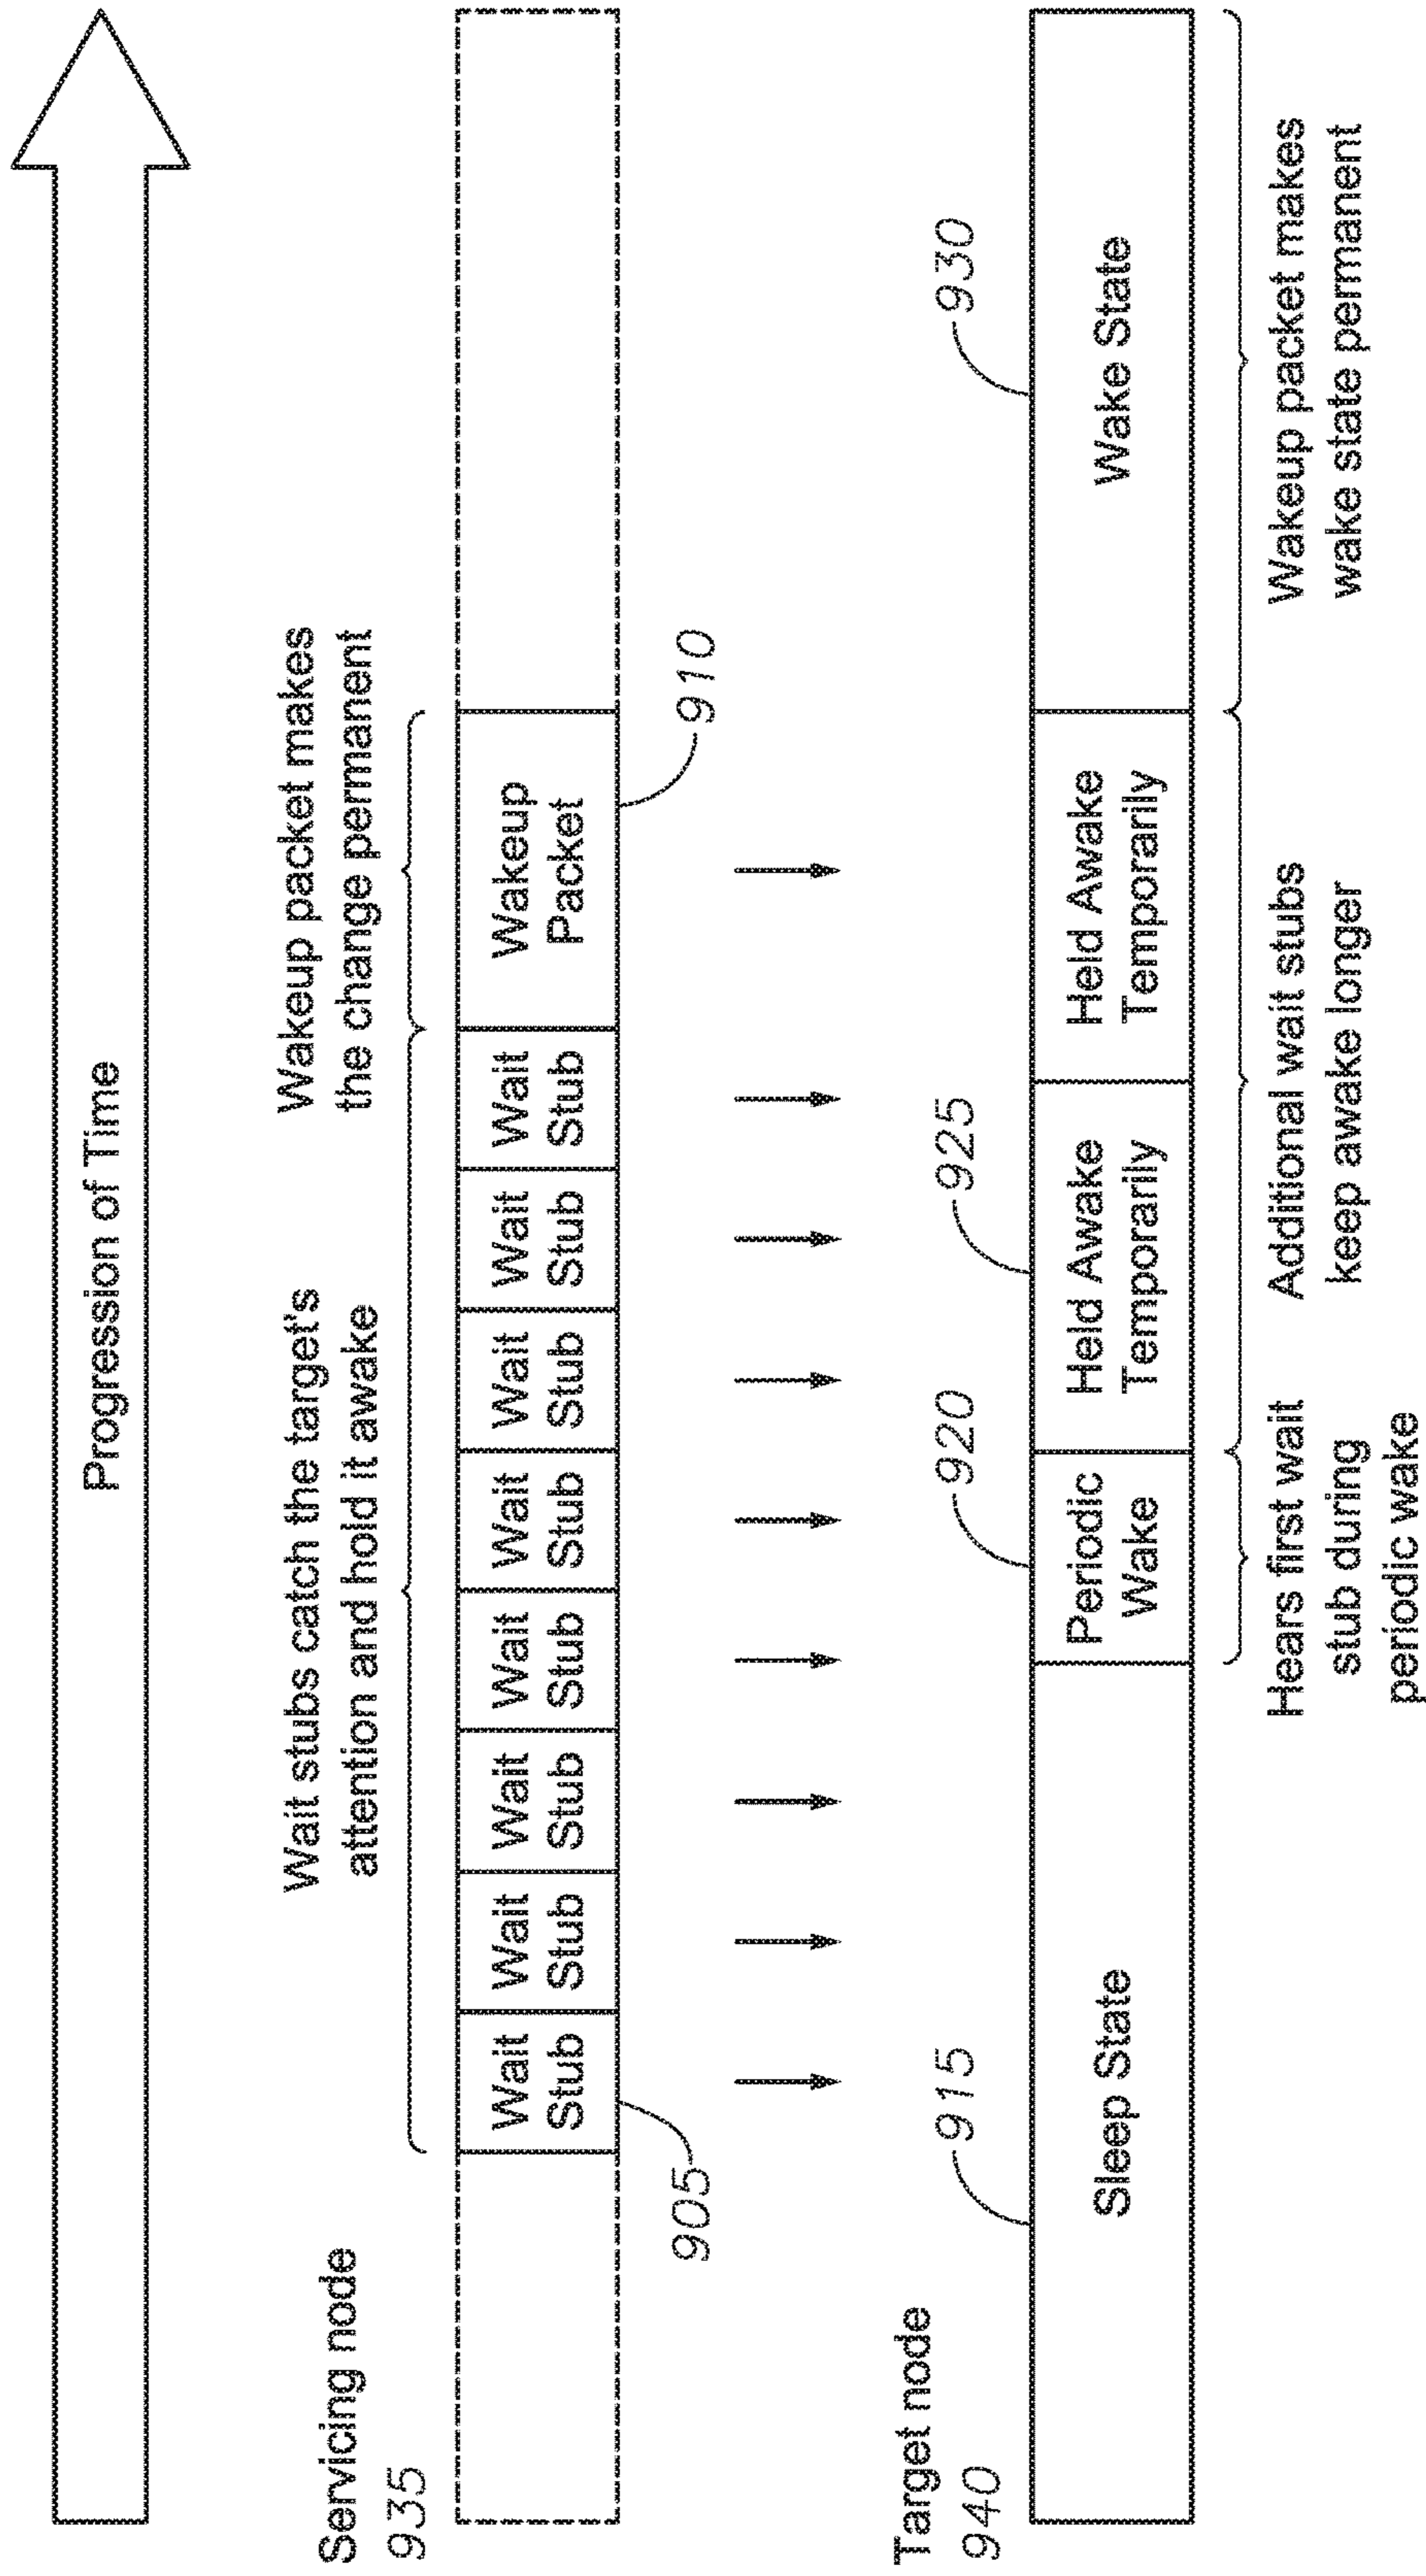 Progression of Time
Servicing node
935
Wait stubs catch the target's
attention and hold it awake
Wakeup packet makes
the change permanent
Wait
Stub
Wait
Stub
Wait
Stub
Wait
Stub
Wait
Stub
Wait
Stub
Wait
Stub
Wait
Stub
Wakeup
Packet
905
910
Target node
940
915
920
925
930
Sleep State
Periodic
Wake
Held Awake
Temporarily
Held Awake
Temporarily
Wake State
Hears first wait
stub during
periodic wake
Additional wait stubs
keep awake longer
Wakeup packet makes
wake state permanent